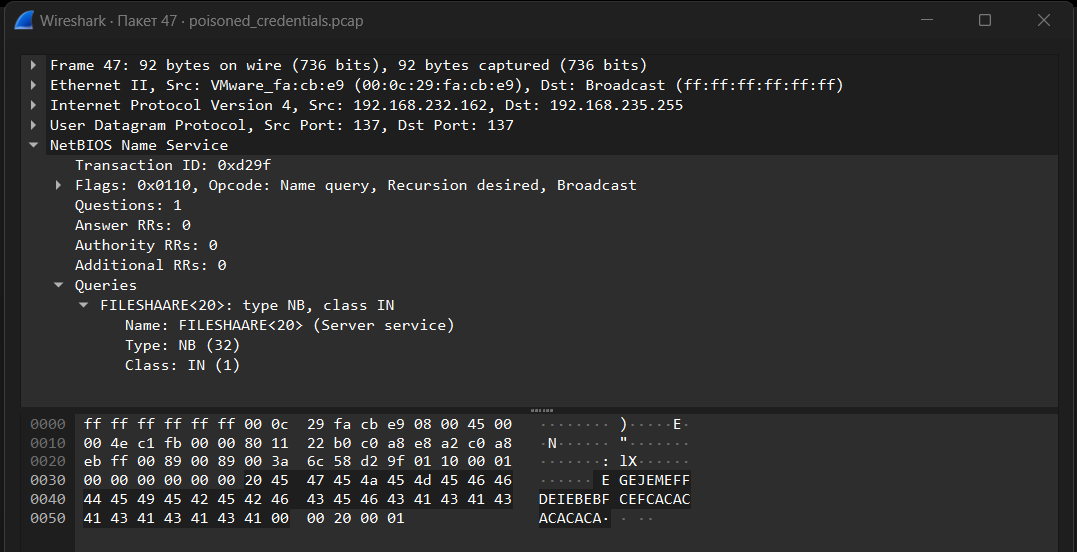 Wireshark · Пакет 47 · poisoned_credentials.pcap
Frame 47: 92 bytes on wire (736 bits), 92 bytes captured (736 bits)
Ethernet II, Src: VMware_fa:cb:e9 (00:0c:29:fa:cb:e9), Dst: Broadcast (ff:ff:ff:ff:ff:ff)
Internet Protocol Version 4, Src: 192.168.232.162, Dst: 192.168.235.255
User Datagram Protocol, Src Port: 137, Dst Port: 137
NetBIOS Name Service
Transaction ID: 0xd29f
Flags: 0x0110, Opcode: Name query, Recursion desired, Broadcast
Questions: 1
Answer RRs: 0
Authority RRs: 0
Additional RRs: 0
Queries
FILESHAARE<20>: type NB, class IN
Name: FILESHAARE<20> (Server service)
Type: NB (32)
Class: IN (1)
0000 ff ff ff ff ff ff 00 0c 29 fa cb e9 08 00 45 00 ········ )·····E·
0010 00 4e c1 fb 00 00 80 11 22 b0 c0 a8 e8 a2 c0 a8 ·N······ "·······
0020 eb ff 00 89 00 89 00 3a 6c 58 d2 9f 01 10 00 01 ·······: lX······
0030 00 00 00 00 00 00 20 45 47 45 4a 45 4d 45 46 46 ······ E GEJEMEFF
0040 44 45 49 45 42 45 42 46 43 45 46 43 41 43 41 43 DEIEBEBF CEFCACAC
0050 41 43 41 43 41 43 41 00 00 20 00 01 ACACACA· · ··